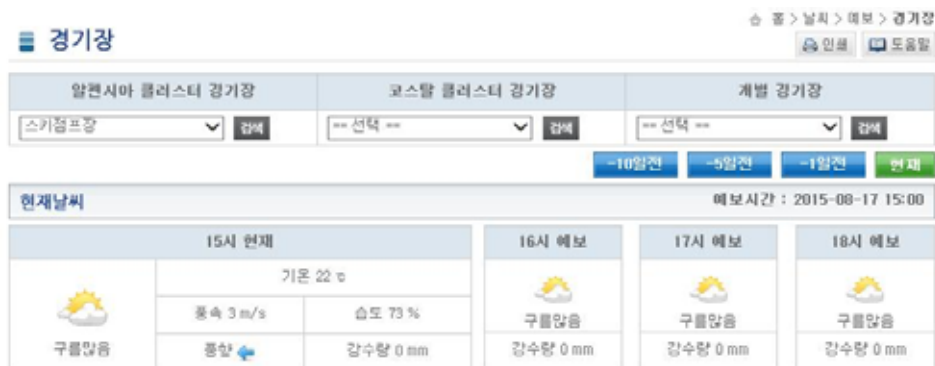 홈 > 날씨 > 예보 > 경기장
경기장
인쇄 도움말
알펜시아 클러스터 경기장 코스탈 클러스터 경기장 개별 경기장
스키점프장 검색 -- 선택 -- 검색 -- 선택 -- 검색
-10일전 -5일전 -1일전 현재
현재날씨 예보시간 : 2015-08-17 15:00
15시 현재 16시 예보 17시 예보 18시 예보
기온 22 ℃
풍속 3 m/s 습도 73 %
구름많음 구름많음 구름많음
구름많음 풍향 강수량 0 mm 강수량 0 mm 강수량 0 mm 강수량 0 mm